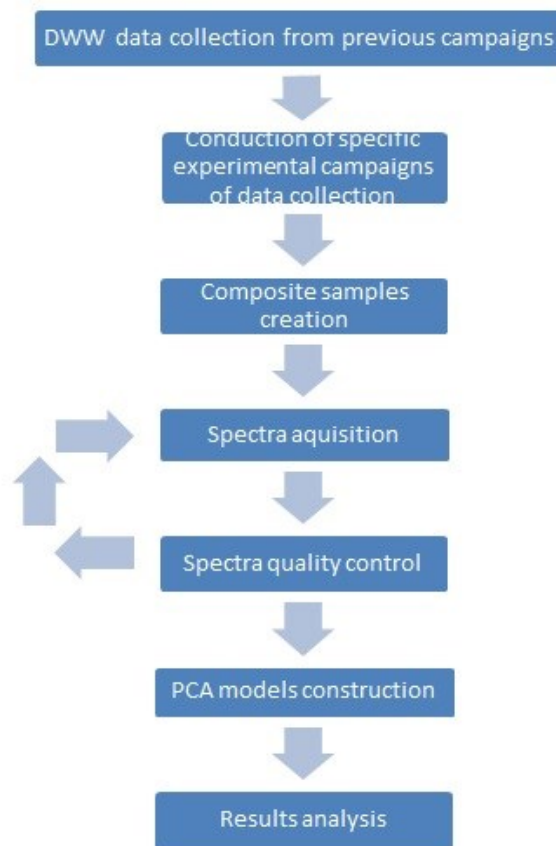 DWW data collection from previous campaigns
Conduction of specific
experimental campaigns
of data collection
Composite samples
creation
Spectra aquisition
Spectra quality control
PCA models construction
Results analysis